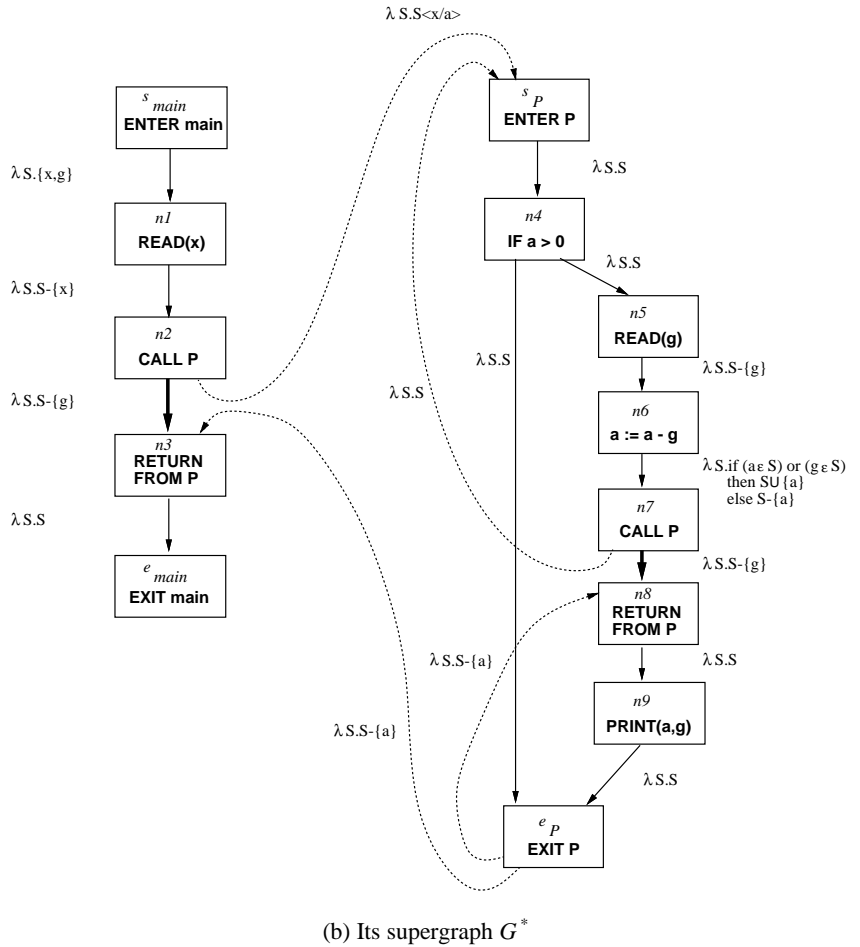 λ S.S<x/a>
s main
ENTER main
λ S.{x,g}
n1
READ(x)
λ S.S-{x}
n2
CALL P
λ S.S-{g}
n3
RETURN
FROM P
λ S.S
e main
EXIT main
s P
ENTER P
λ S.S
n4
IF a > 0
λ S.S
n5
READ(g)
λ S.S
λ S.S
λ S.S-{g}
n6
a := a - g
λ S.if (a ε S) or (g ε S)
then S∪{a}
else S-{a}
n7
CALL P
λ S.S-{g}
n8
RETURN
FROM P
λ S.S-{a}
λ S.S
n9
PRINT(a,g)
λ S.S-{a}
λ S.S
e P
EXIT P
(b) Its supergraph G*